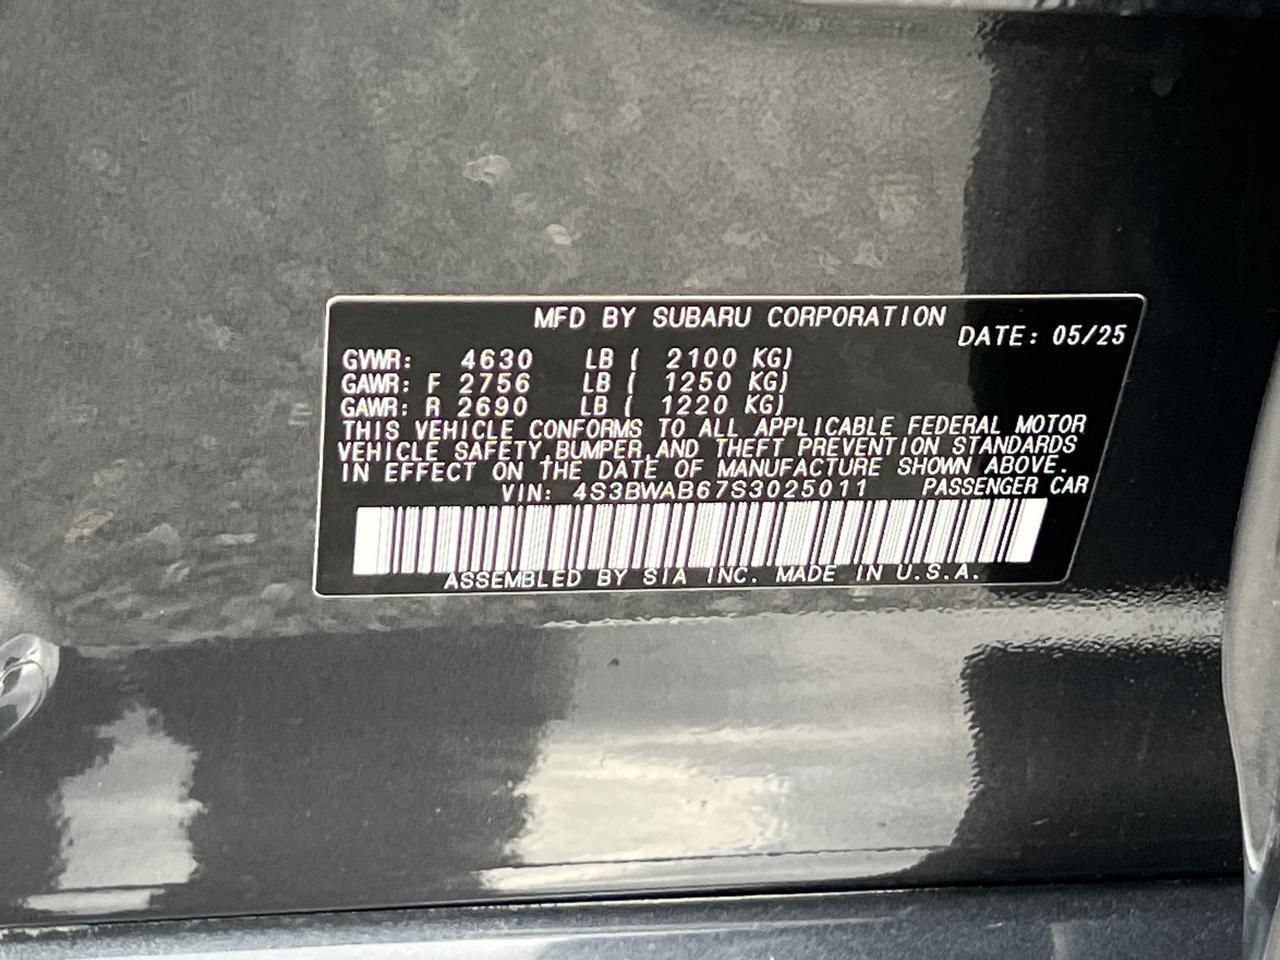 MFD BY SUBARU CORPORATION
DATE: 05/25
GVWR: 4630 LB ( 2100 KG)
GAWR: F 2756 LB ( 1250 KG)
GAWR: R 2690 LB ( 1220 KG)
THIS VEHICLE CONFORMS TO ALL APPLICABLE FEDERAL MOTOR
VEHICLE SAFETY,BUMPER,AND THEFT PREVENTION STANDARDS
IN EFFECT ON THE DATE OF MANUFACTURE SHOWN ABOVE.
VIN: 4S3BWAB67S3025011 PASSENGER CAR
ASSEMBLED BY SIA INC. MADE IN U.S.A.